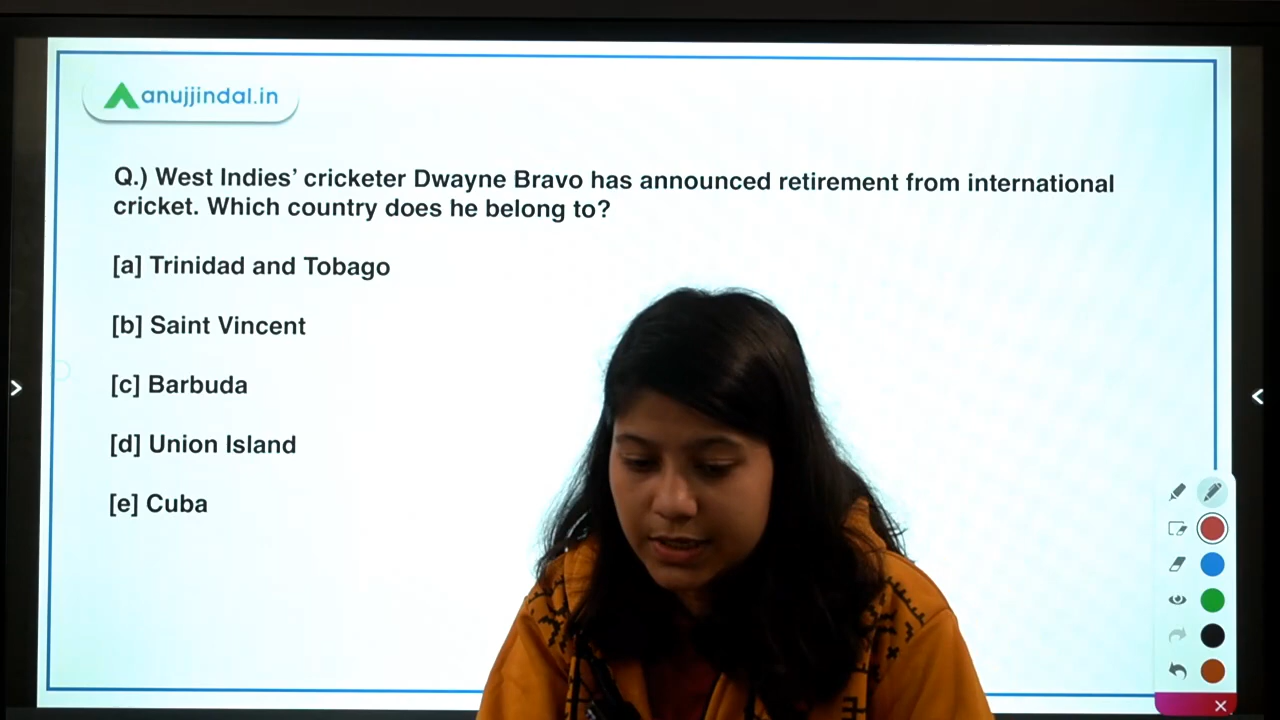 anujjindal.in
Q.) West Indies’ cricketer Dwayne Bravo has announced retirement from international
cricket. Which country does he belong to?
[a] Trinidad and Tobago
[b] Saint Vincent
[c] Barbuda
[d] Union Island
[e] Cuba